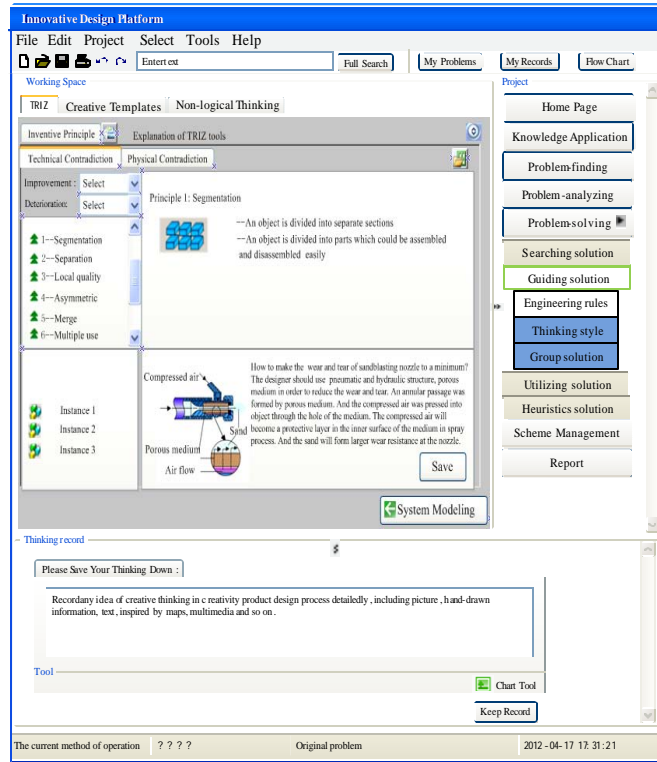 Innovative Design Platform
File Edit Project Select Tools Help
Entertext Full Search My Problems My Records Flow Chart
Working Space
Project
TRIZ Creative Templates Non-logical Thinking
Inventive Principle Explanation of TRIZ tools
Technical Contradiction Physical Contradiction
Improvement : Select
Deterioration: Select
1--Segmentation
2--Separation
3--Local quality
4--Asymmetric
5--Merge
6--Multiple use
Principle 1: Segmentation
--An object is divided into separate sections
--An object is divided into parts which could be assembled
and disassembled easily
Instance 1
Instance 2
Instance 3
Compressed air
Sand
Porous medium
Air flow
How to make the wear and tear of sandblasting nozzle to a minimum?
The designer should use pneumatic and hydraulic structure, porous
medium in order to reduce the wear and tear. An annular passage was
formed by porous medium. And the compressed air was pressed into
object through the hole of the medium. The compressed air will
become a protective layer in the inner surface of the medium in spray
process. And the sand will form larger wear resistance at the nozzle.
Save
System Modeling
Home Page
Knowledge Application
Problem-finding
Problem-analyzing
Problem-solving
Searching solution
Guiding solution
Engineering rules
Thinking style
Group solution
Utilizing solution
Heuristics solution
Scheme Management
Report
Thinking record
$
Please Save Your Thinking Down :
Recordany idea of creative thinking in c reativity product design process detailedly , including picture , hand-drawn
information, text , inspired by maps, multimedia and so on .
Tool
Chart Tool
Keep Record
The current method of operation ? ? ? ? Original problem 2012-04-17 17:31:21